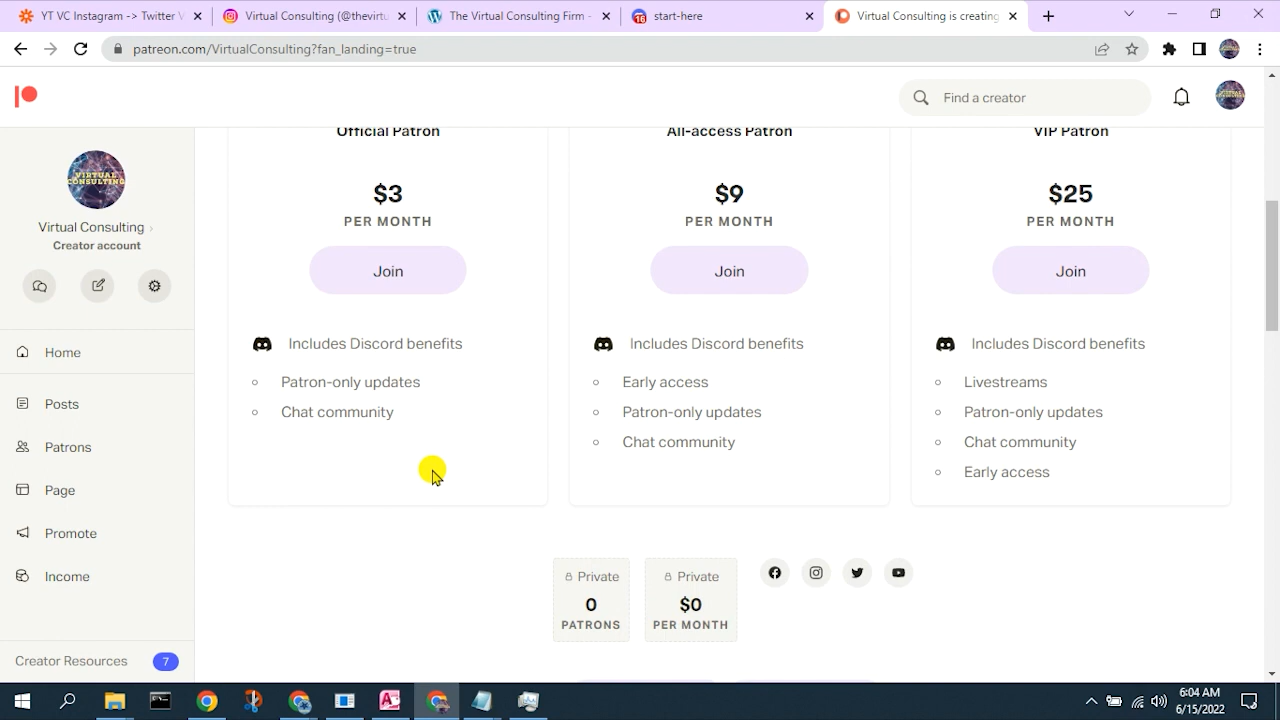 YT VC Instagram -> Twitter V
Virtual Consulting (@thevirtu
The Virtual Consulting Firm -
16
start-here
Virtual Consulting is creating
patreon.com/VirtualConsulting?fan_landing=true
Find a creator
VIRTUAL CONSULTING
Virtual Consulting
Creator account
Home
Posts
Patrons
Page
Promote
Income
Creator Resources 7
Official Patron
$3
PER MONTH
Join
Includes Discord benefits
Patron-only updates
Chat community
All-access Patron
$9
PER MONTH
Join
Includes Discord benefits
Early access
Patron-only updates
Chat community
VIP Patron
$25
PER MONTH
Join
Includes Discord benefits
Livestreams
Patron-only updates
Chat community
Early access
Private
0
PATRONS
Private
$0
PER MONTH
6:04 AM
6/15/2022